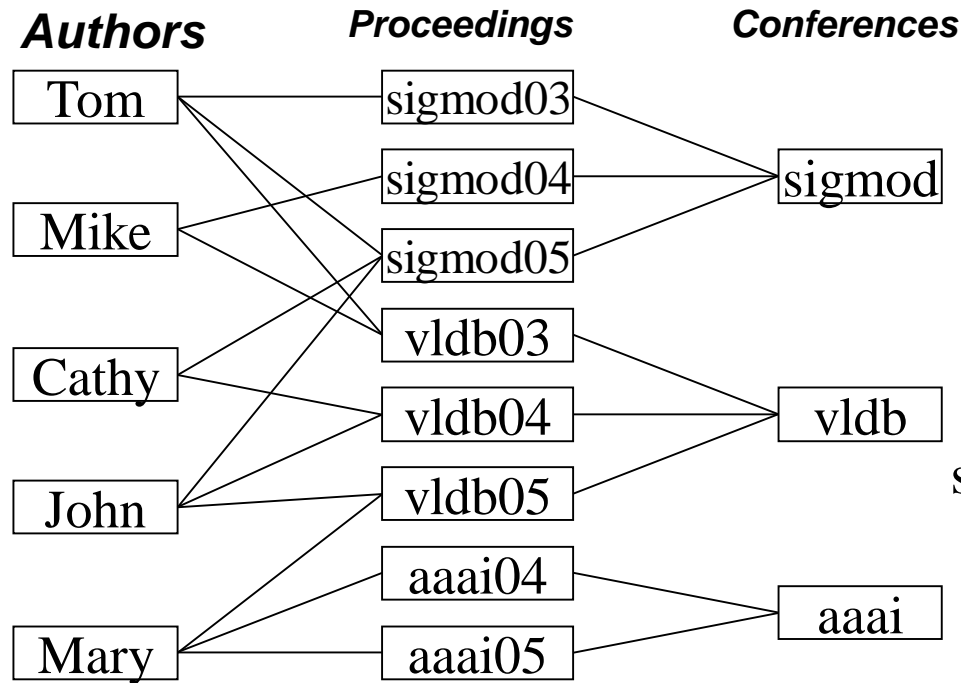 Authors
Proceedings
Conferences
Tom
Mike
Cathy
John
Mary
sigmod03
sigmod04
sigmod05
vldb03
vldb04
vldb05
aaai04
aaai05
sigmod
vldb
aaai
s